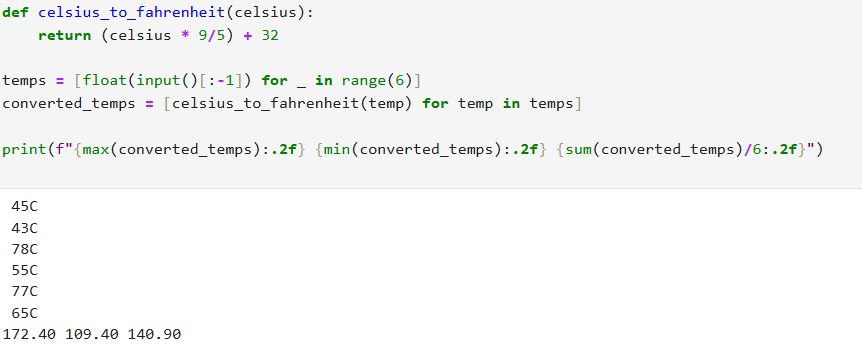 def celsius_to_fahrenheit(celsius):
    return (celsius * 9/5) + 32
temps = [float(input()[:-1]) for _ in range(6)]
converted_temps = [celsius_to_fahrenheit(temp) for temp in temps]
print(f"{max(converted_temps):.2f} {min(converted_temps):.2f} {sum(converted_temps)/6:.2f}")
45C
43C
78C
55C
77C
65C
172.40 109.40 140.90